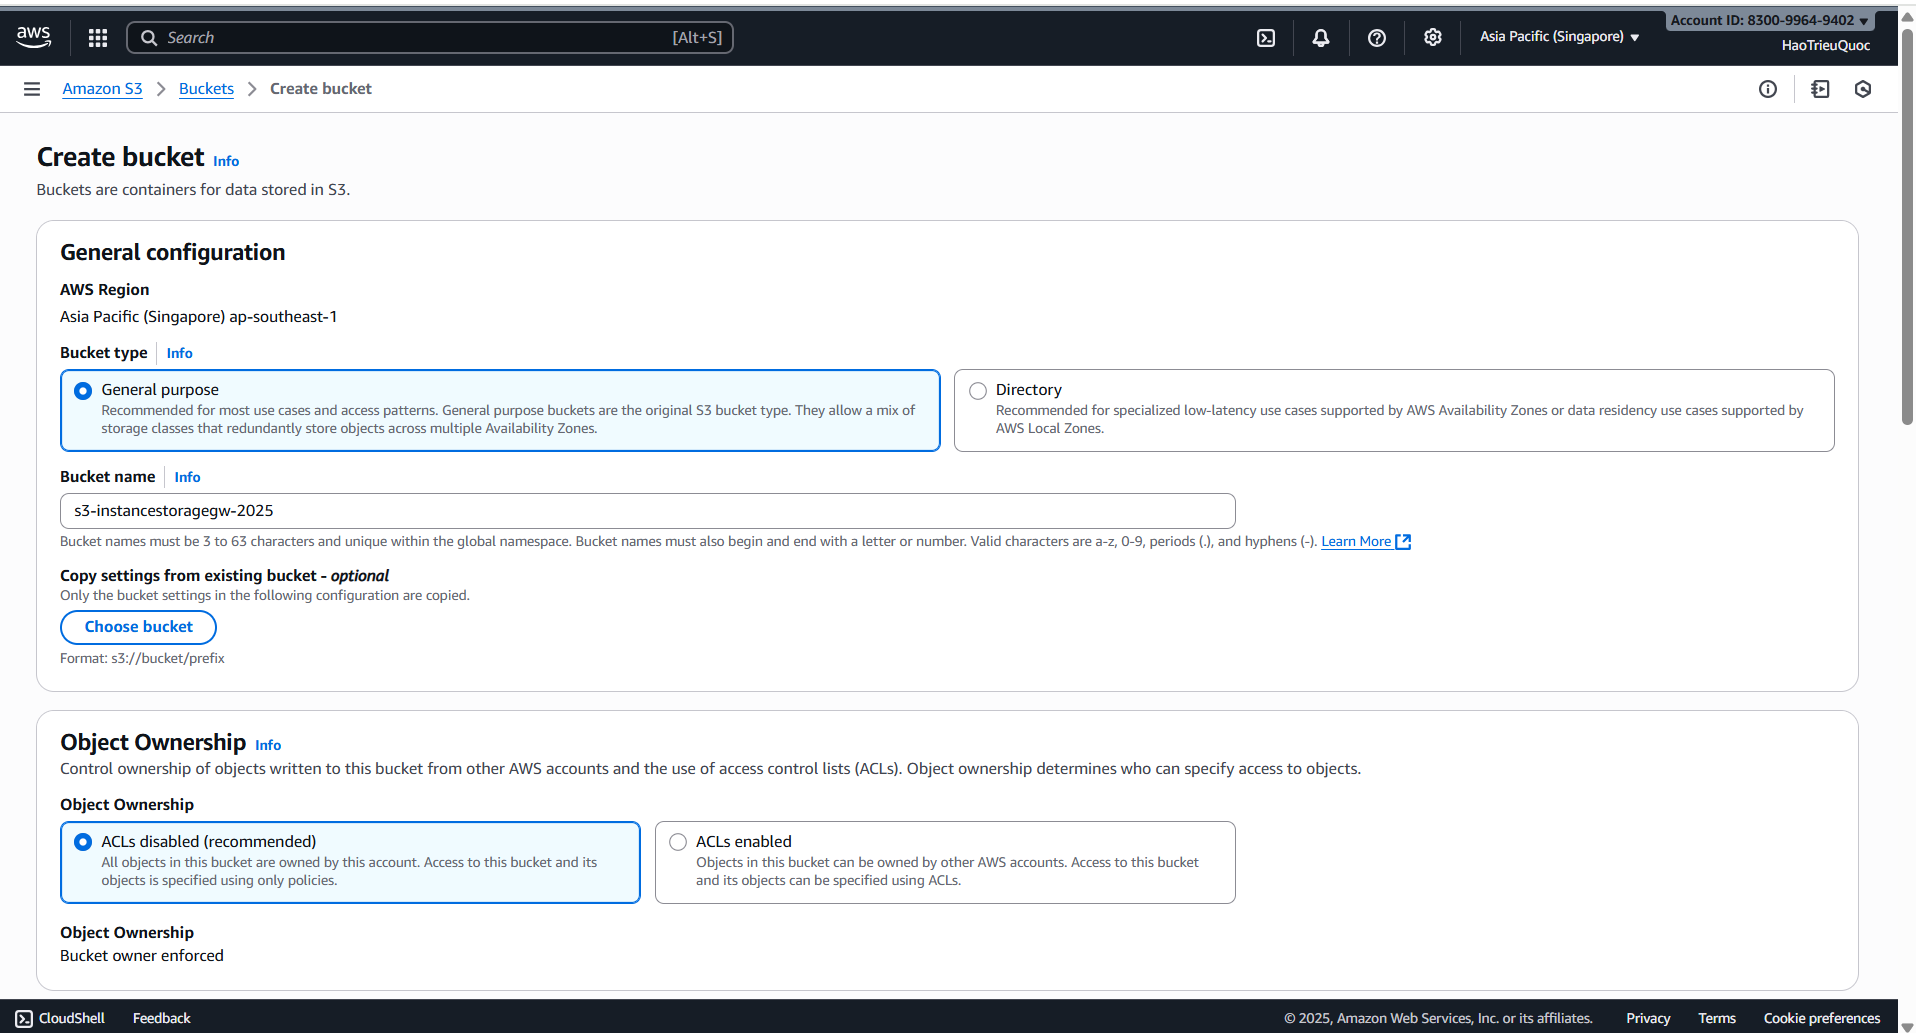 aws
Search [Alt+S]
Asia Pacific (Singapore)
Account ID: 8300-9964-9402
HaoTrieuQuoc
Amazon S3 > Buckets > Create bucket
Create bucket Info
Buckets are containers for data stored in S3.
General configuration
AWS Region
Asia Pacific (Singapore) ap-southeast-1
Bucket type Info
General purpose
Recommended for most use cases and access patterns. General purpose buckets are the original S3 bucket type. They allow a mix of
storage classes that redundantly store objects across multiple Availability Zones.
Directory
Recommended for specialized low-latency use cases supported by AWS Availability Zones or data residency use cases supported by
AWS Local Zones.
Bucket name Info
s3-instancestoragegw-2025
Bucket names must be 3 to 63 characters and unique within the global namespace. Bucket names must also begin and end with a letter or number. Valid characters are a-z, 0-9, periods (.), and hyphens (-). Learn More
Copy settings from existing bucket - optional
Only the bucket settings in the following configuration are copied.
Choose bucket
Format: s3://bucket/prefix
Object Ownership Info
Control ownership of objects written to this bucket from other AWS accounts and the use of access control lists (ACLs). Object ownership determines who can specify access to objects.
Object Ownership
ACLs disabled (recommended)
All objects in this bucket are owned by this account. Access to this bucket and its
objects is specified using only policies.
ACLs enabled
Objects in this bucket can be owned by other AWS accounts. Access to this bucket
and its objects can be specified using ACLs.
Object Ownership
Bucket owner enforced
CloudShell Feedback © 2025, Amazon Web Services, Inc. or its affiliates. Privacy Terms Cookie preferences